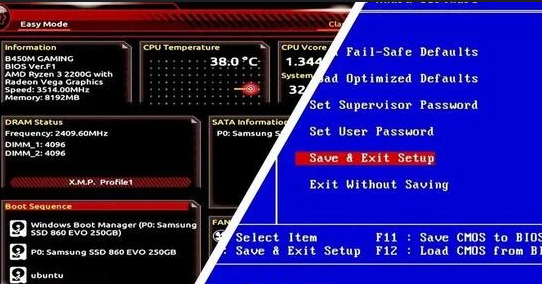 Easy Mode
Information
B450M GAMING
BIOS Ver.F1
AMD Ryzen 3 2200G with
Radeon Vega Graphics
Speed: 3514.00MHz
Memory: 8192MB
CPU Temperature
38.0 °C
CPU Vcore
1.344
System
32
DRAM Status
Frequency: 2409.60MHz
DIMM_1: 4096
DIMM_2: 4096
X.M.P. Profile1
SATA Information
P0: Samsung S
Boot Sequence
Windows Boot Manager (P0: Samsung
SSD 860 EVO 250GB)
P0: Samsung SSD 860 EVO 250GB
ubuntu
FAN
Fail-Safe Defaults
Optimized Defaults
Set Supervisor Password
Set User Password
Save & Exit Setup
Exit Without Saving
Select Item F11 : Save CMOS to BIOS
: Save & Exit Setup F12 : Load CMOS from BI